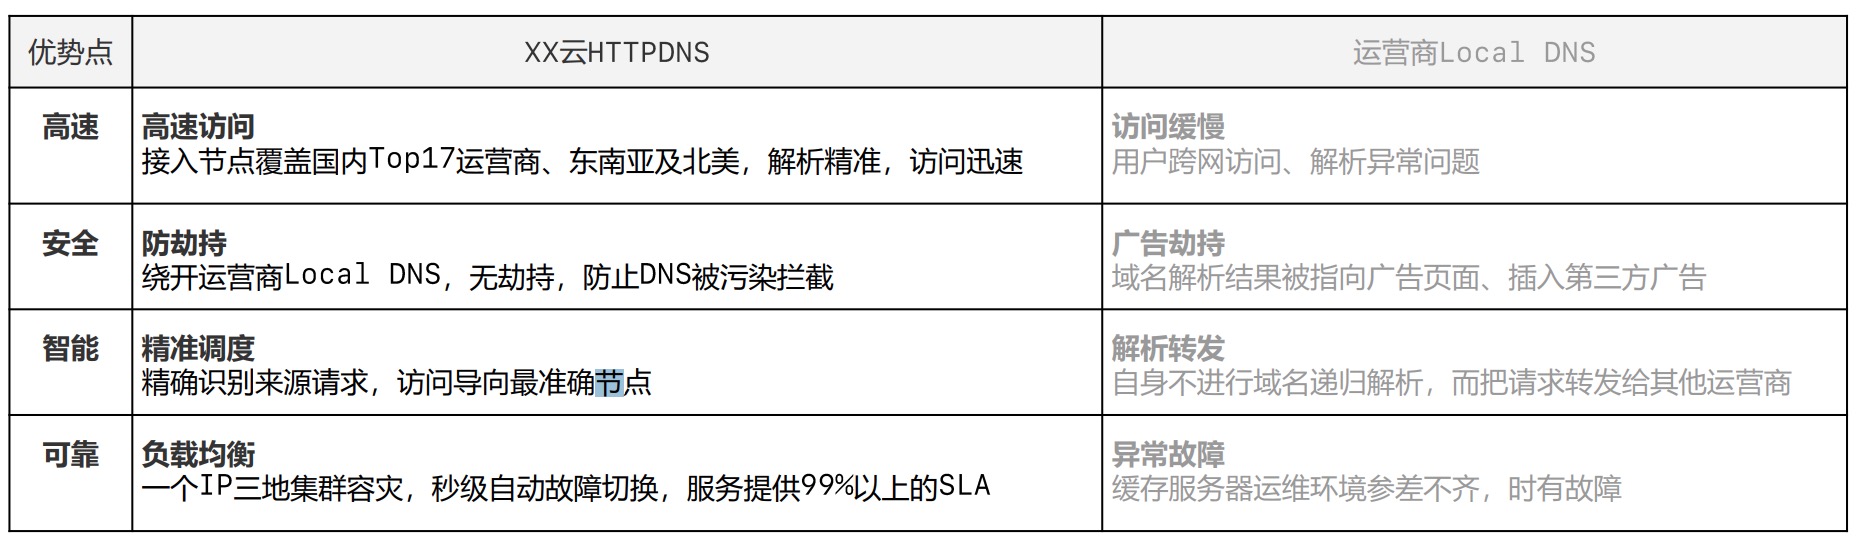 优势点
XX云HTTPDNS
运营商Local DNS
高速
高速访问
接入节点覆盖国内Top17运营商、东南亚及北美，解析精准，访问迅速
访问缓慢
用户跨网访问、解析异常问题
安全
防劫持
绕开运营商Local DNS，无劫持，防止DNS被污染拦截
广告劫持
域名解析结果被指向广告页面、插入第三方广告
智能
精准调度
精确识别来源请求，访问导向最准确节点
解析转发
自身不进行域名递归解析，而把请求转发给其他运营商
可靠
负载均衡
一个IP三地集群容灾，秒级自动故障切换，服务提供99%以上的SLA
异常故障
缓存服务器运维环境参差不齐，时有故障